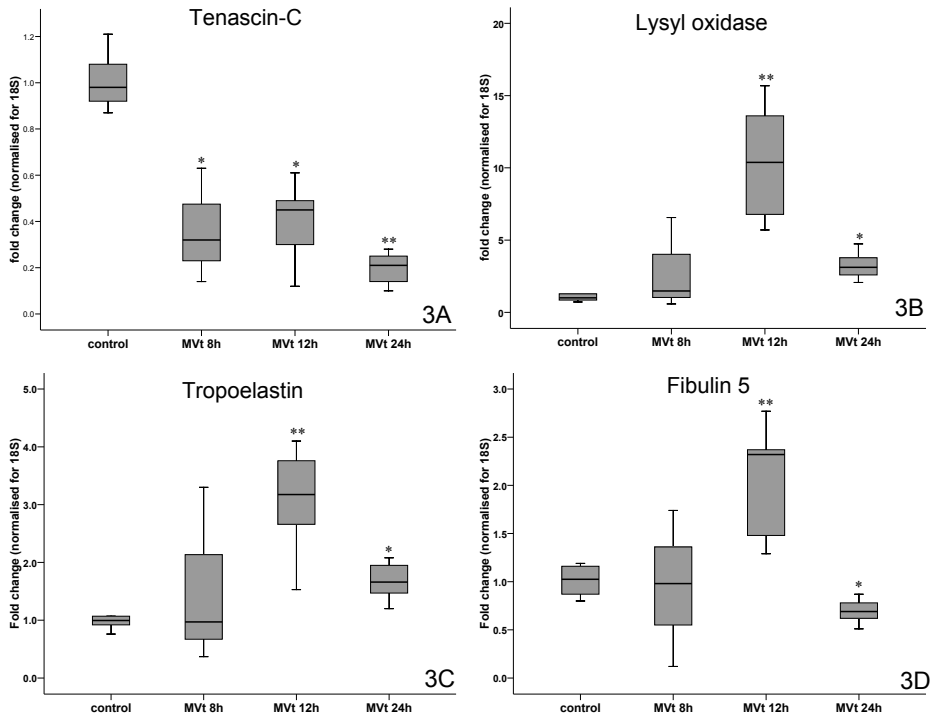 Tenascin-C
fold change (normalised for 18S)
1.2
1.0
0.8
0.6
0.4
0.2
0.0
*
*
**
control
MVt 8h
MVt 12h
MVt 24h
3A
Lysyl oxidase
fold change (normalised for 18S)
20
15
10
5
0
**
*
control
MVt 8h
MVt 12h
MVt 24h
3B
Tropoelastin
Fold change (normalised for 18S)
5.0
4.0
3.0
2.0
1.0
0.0
**
*
control
MVt 8h
MVt 12h
MVt 24h
3C
Fibulin 5
Fold change (normalised for 18S)
3.0
2.5
2.0
1.5
1.0
0.5
0.0
**
*
control
MVt 8h
MVt 12h
MVt 24h
3D